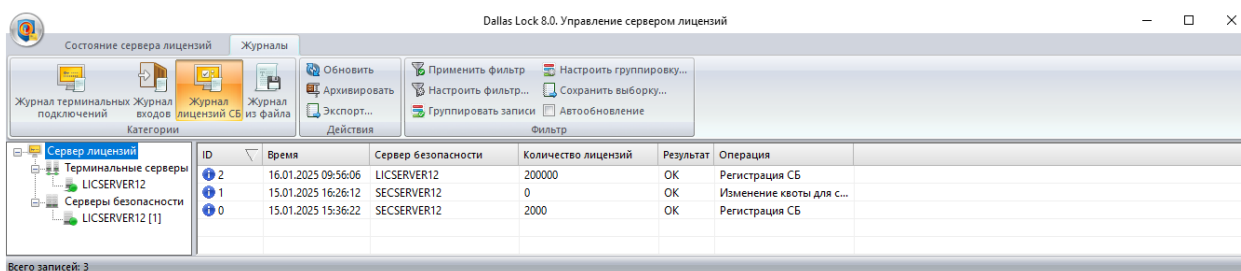 Dallas Lock 8.0. Управление сервером лицензий
Состояние сервера лицензий Журналы
Журнал терминальных подключений
Журнал входов
Журнал лицензий СБ
Журнал из файла
Категории
Обновить
Архивировать
Экспорт...
Действия
Применить фильтр
Настроить фильтр...
Группировать записи
Настроить группировку...
Сохранить выборку...
Автообновление
Фильтр
Сервер лицензий
Терминальные серверы
LICSERVER12
Серверы безопасности
LICSERVER12 [1]
ID Время Сервер безопасности Количество лицензий Результат Операция
2 16.01.2025 09:56:06 LICSERVER12 200000 OK Регистрация СБ
1 15.01.2025 16:26:12 SECSERVER12 0 OK Изменение квоты для с...
0 15.01.2025 15:36:22 SECSERVER12 2000 OK Регистрация СБ
Всего записей: 3